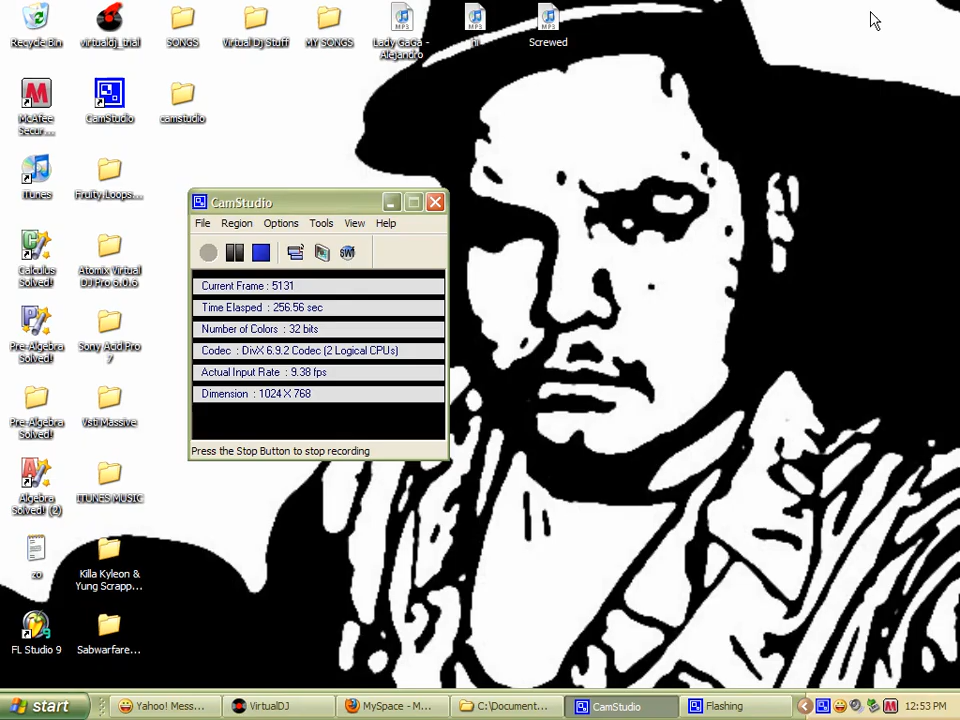 Recycle Bin
virtualdj_trial
SONGS
Virtual Dj Stuff
MY SONGS
Lady GaGa -
Alejandro
Screwed
McAfee
Secur...
CamStudio
camstudio
iTunes
Fruity Loops...
Calculus
Solved!
Atomix Virtual
DJ Pro 6.0.6
Pre-Algebra
Solved!
Sony Acid Pro
7
Pre-Algebra
Solved!
Vsti Massive
Algebra
Solved! (2)
ITUNES MUSIC
zo
Killa Kyleon &
Yung Scrapp...
FL Studio 9
Sabwarfare...
CamStudio
File Region Options Tools View Help
SWF
Current Frame : 5131
Time Elasped : 256.56 sec
Number of Colors : 32 bits
Codec : DivX 6.9.2 Codec (2 Logical CPUs)
Actual Input Rate : 9.38 fps
Dimension : 1024 X 768
Press the Stop Button to stop recording
start
Yahoo! Mess...
VirtualDJ
MySpace - M...
C:\Document...
CamStudio
Flashing
12:53 PM